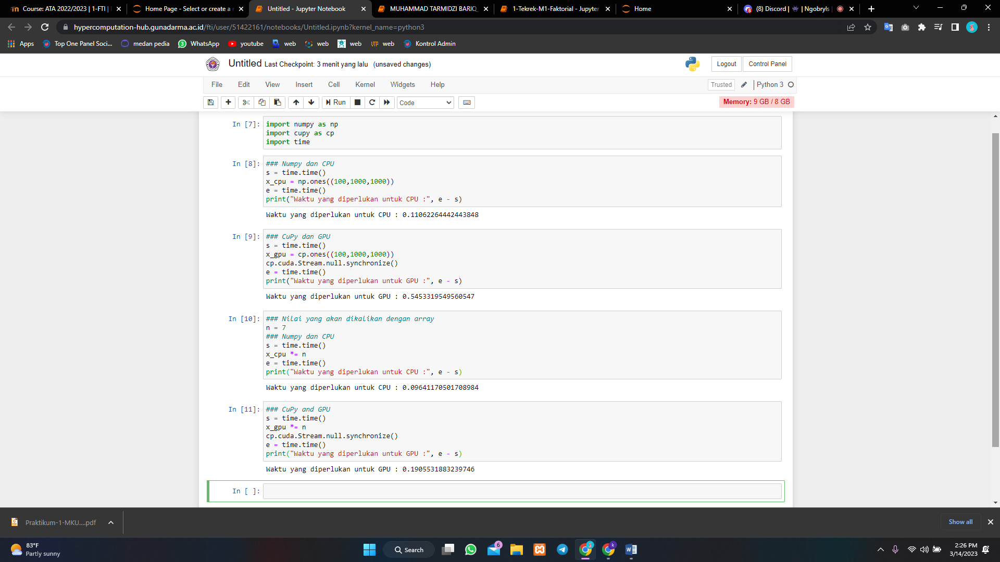 Course: ATA 2022/2023 | 1-FTI |
Home Page - Select or create a n
Untitled - Jupyter Notebook
MUHAMMAD TARMIDZI BARIQ_
1-Tekrek-M1-Faktorial - Jupyter
Home
(8) Discord | | Ngobryls
hypercomputation-hub.gunadarma.ac.id/fti/user/51422161/notebooks/Untitled.ipynb?kernel_name=python3
Apps
Top One Panel Soci...
medan pedia
WhatsApp
youtube
web
web
web
web
Kontrol Admin
Untitled Last Checkpoint: 3 menit yang lalu (unsaved changes)
Logout
Control Panel
File Edit View Insert Cell Kernel Widgets Help
Trusted
Python 3
Run
Code
Memory: 9 GB / 8 GB
In [7]:
import numpy as np
import cupy as cp
import time
In [8]:
### Numpy dan CPU
s = time.time()
x_cpu = np.ones((100,1000,1000))
e = time.time()
print("Waktu yang diperlukan untuk CPU :", e - s)
Waktu yang diperlukan untuk CPU : 0.11062264442443848
In [9]:
### CuPy dan GPU
s = time.time()
x_gpu = cp.ones((100,1000,1000))
cp.cuda.Stream.null.synchronize()
e = time.time()
print("Waktu yang diperlukan untuk GPU :", e - s)
Waktu yang diperlukan untuk GPU : 0.5453319549560547
In [10]:
### Nilai yang akan dikalikan dengan array
n = 7
### Numpy dan CPU
s = time.time()
x_cpu *= n
e = time.time()
print("Waktu yang diperlukan untuk CPU :", e - s)
Waktu yang diperlukan untuk CPU : 0.09641170501708984
In [11]:
### CuPy and GPU
s = time.time()
x_gpu *= n
cp.cuda.Stream.null.synchronize()
e = time.time()
print("Waktu yang diperlukan untuk GPU :", e - s)
Waktu yang diperlukan untuk GPU : 0.1905531883239746
In [ ]:
Praktikum-1-MKU....pdf
Show all
83°F
Partly sunny
Search
6
k
2:26 PM
3/14/2023